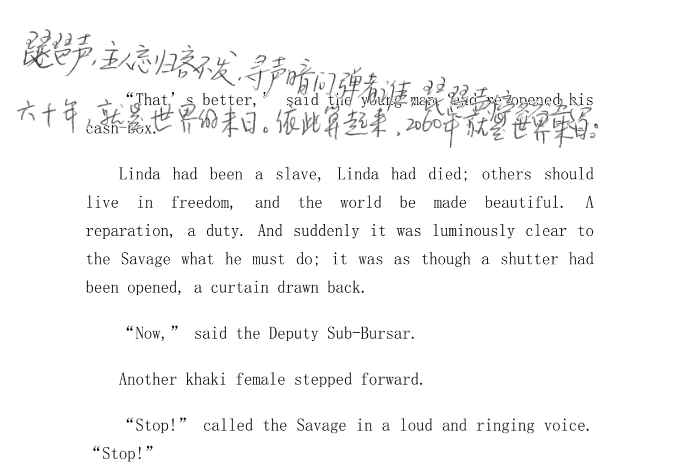 琵琶声，主人忘归客不发，寻声暗问弹者谁，琵琶声停
“That’s better,” said the young man, and reopened his
六十年，就是世界的末日。依此算起来，2060年就是世界末日。
cash-box.
Linda had been a slave, Linda had died; others should
live in freedom, and the world be made beautiful. A
reparation, a duty. And suddenly it was luminously clear to
the Savage what he must do; it was as though a shutter had
been opened, a curtain drawn back.
“Now,” said the Deputy Sub-Bursar.
Another khaki female stepped forward.
“Stop!” called the Savage in a loud and ringing voice.
“Stop!”